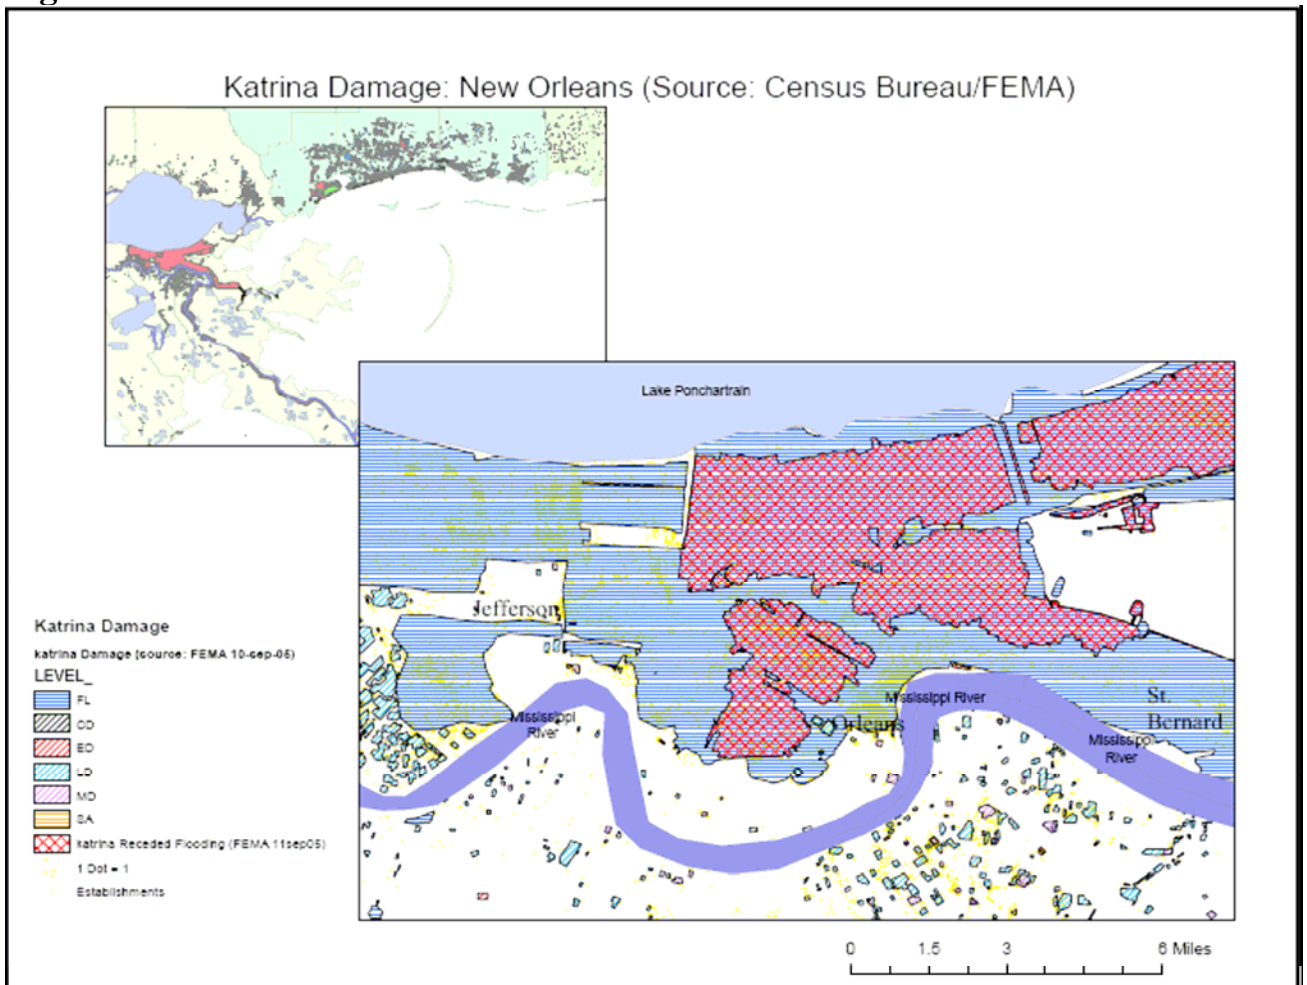 Katrina Damage: New Orleans (Source: Census Bureau/FEMA)
Lake Ponchartrain
Jefferson
Mississippi
River
Mississippi River
Orleans
St.
Bernard
Mississippi
River
Katrina Damage
katrina Damage (source: FEMA 10-sep-05)
LEVEL_
FL
CD
ED
LD
MD
SA
katrina Receded Flooding (FEMA 11sep05)
1 Dot = 1
Establishments
0 1.5 3 6 Miles